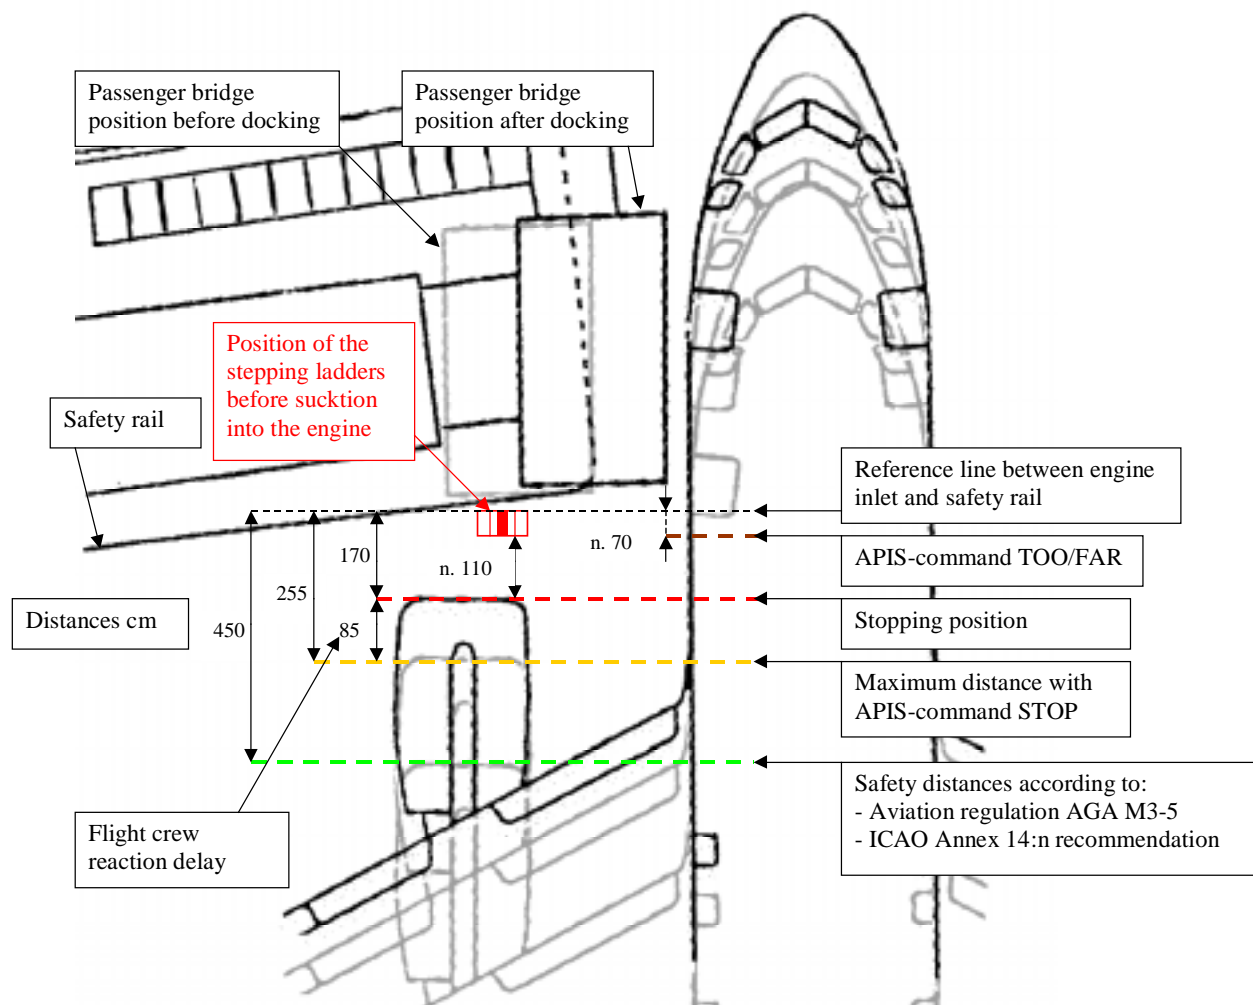 Passenger bridge
position before docking
Passenger bridge
position after docking
Position of the
stepping ladders
before sucktion
into the engine
Safety rail
Reference line between engine
inlet and safety rail
170
n. 110
n. 70
APIS-command TOO/FAR
255
Distances cm
450
85
Stopping position
Maximum distance with
APIS-command STOP
Flight crew
reaction delay
Safety distances according to:
- Aviation regulation AGA M3-5
- ICAO Annex 14:n recommendation